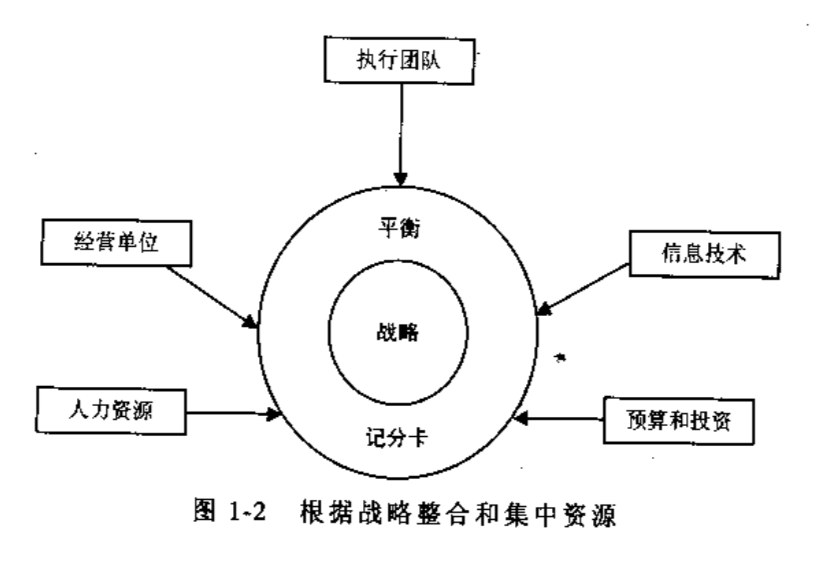 执行团队
平衡
经营单位
信息技术
战略
人力资源
预算和投资
记分卡
图 1-2 根据战略整合和集中资源